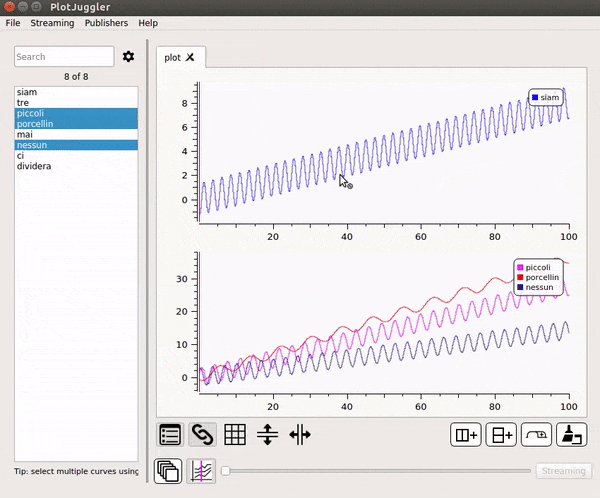 PlotJuggler
File Streaming Publishers Help
Search
8 of 8
siam
tre
piccoli
porcellin
mai
nessun
ci
dividera
Tip: select multiple curves using
plot
siam
8
6
4
2
0
20 40 60 80 100
piccoli
porcellin
nessun
30
20
10
0
20 40 60 80 100
Streaming